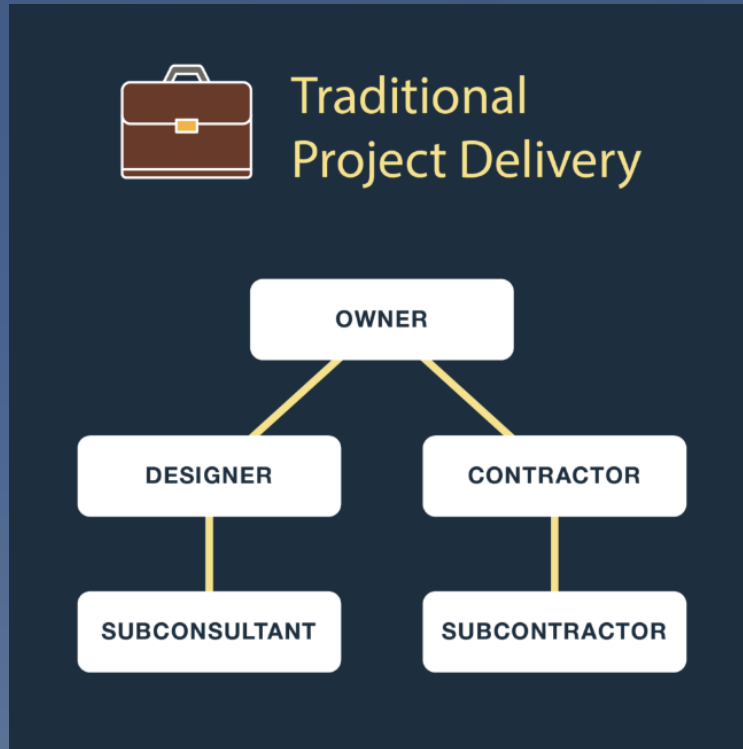 Traditional
Project Delivery
OWNER
DESIGNER
CONTRACTOR
SUBCONSULTANT
SUBCONTRACTOR